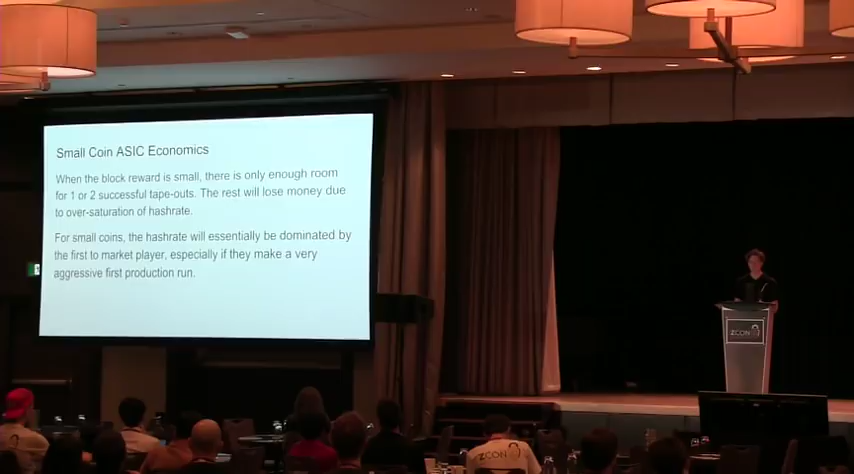 Small Coin ASIC Economics
When the block reward is small, there is only enough room
for 1 or 2 successful tape-outs. The rest will lose money due
to over-saturation of hashrate.
For small coins, the hashrate will essentially be dominated by
the first to market player, especially if they make a very
aggressive first production run.
ZCON
ZCON